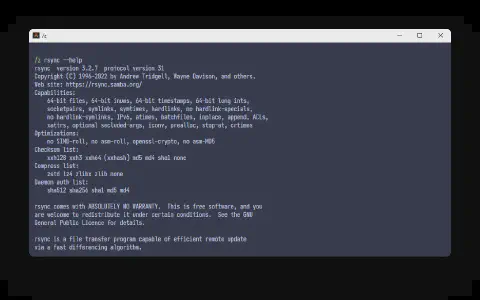 /z
/z rsync --help
rsync version 3.2.7 protocol version 31
Copyright (C) 1996-2022 by Andrew Tridgell, Wayne Davison, and others.
Web site: https://rsync.samba.org/
Capabilities:
64-bit files, 64-bit inums, 64-bit timestamps, 64-bit long ints,
socketpairs, symlinks, symtimes, hardlinks, no hardlink-specials,
no hardlink-symlinks, IPv6, atimes, batchfiles, inplace, append, ACLs,
xattrs, optional secluded-args, iconv, prealloc, stop-at, crtimes
Optimizations:
no SIMD-roll, no asm-roll, openssl-crypto, no asm-MD5
Checksum list:
xxh128 xxh3 xxh64 (xxhash) md5 md4 sha1 none
Compress list:
zstd lz4 zlibx zlib none
Daemon auth list:
sha512 sha256 sha1 md5 md4
rsync comes with ABSOLUTELY NO WARRANTY. This is free software, and you
are welcome to redistribute it under certain conditions. See the GNU
General Public Licence for details.
rsync is a file transfer program capable of efficient remote update
via a fast differencing algorithm.